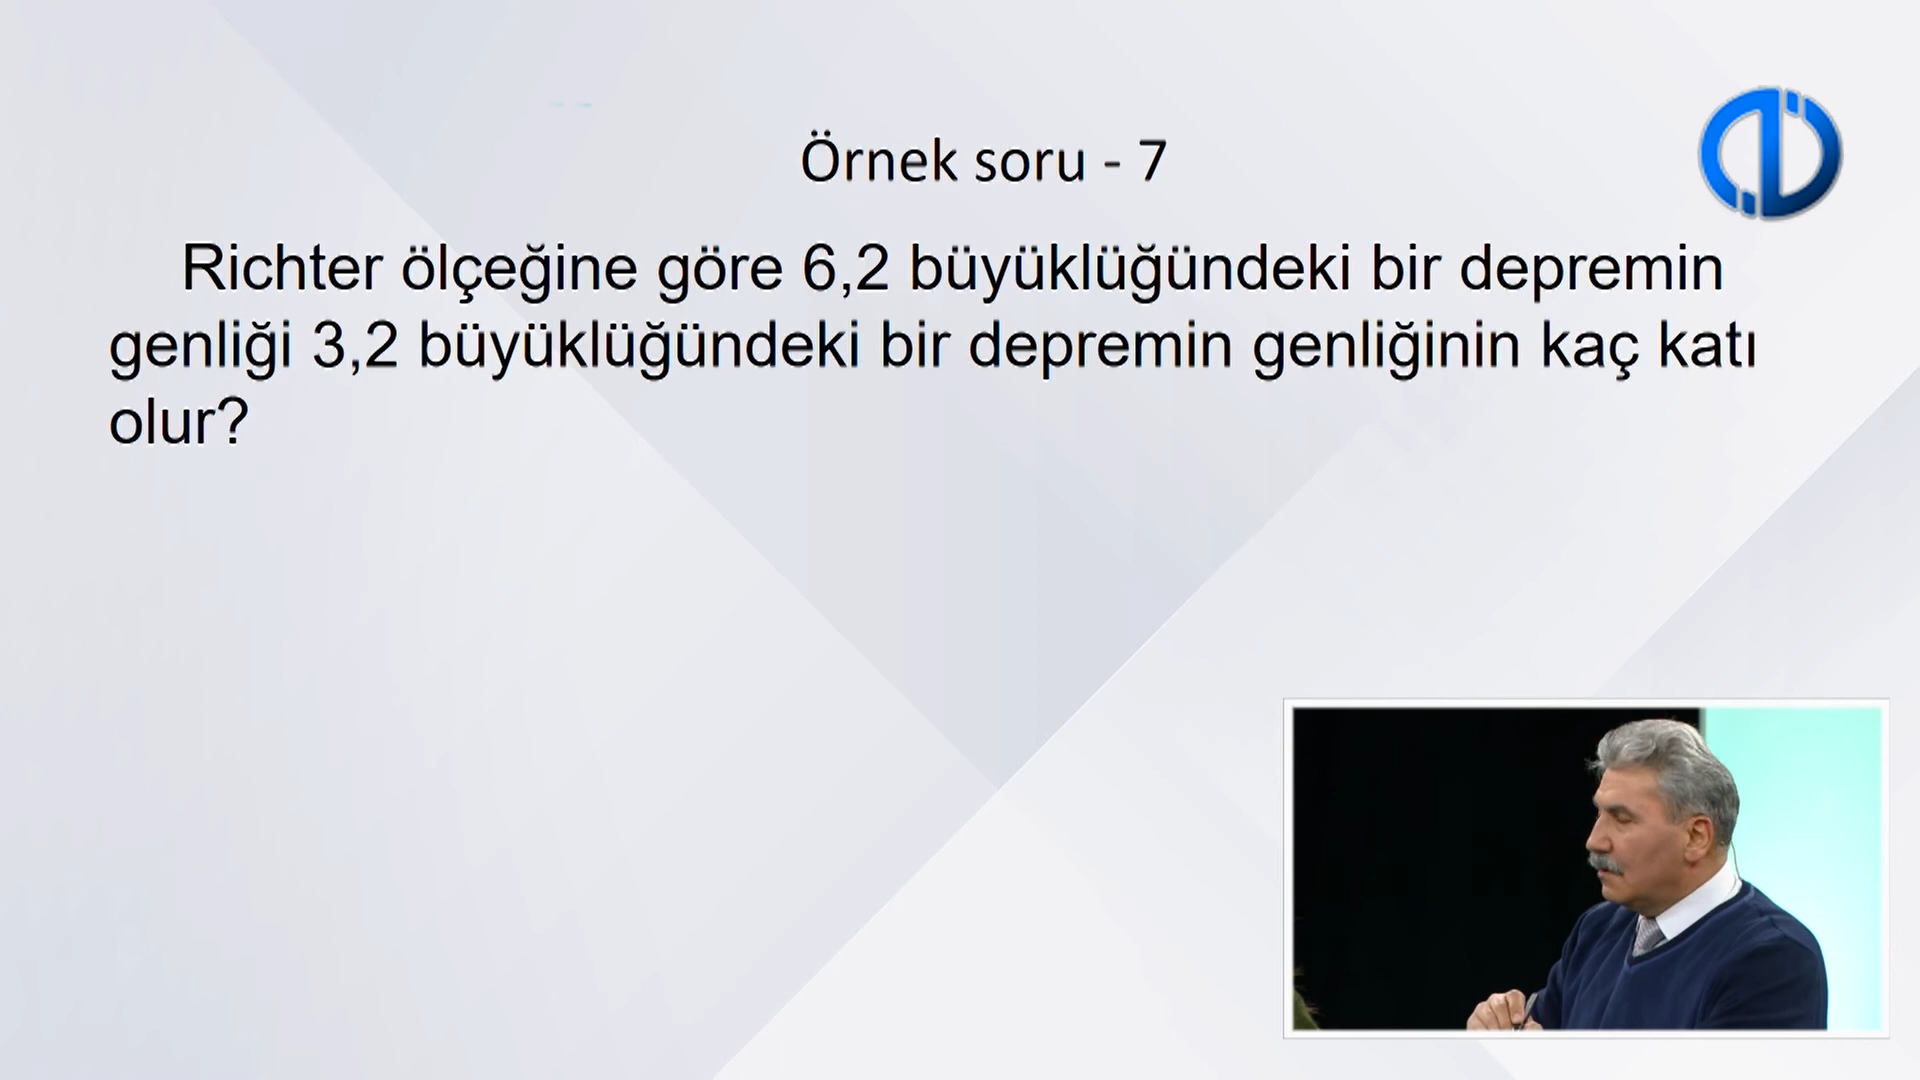 Örnek soru - 7
Richter ölçeğine göre 6,2 büyüklüğündeki bir depremin
genliği 3,2 büyüklüğündeki bir depremin genliğinin kaç katı
olur?